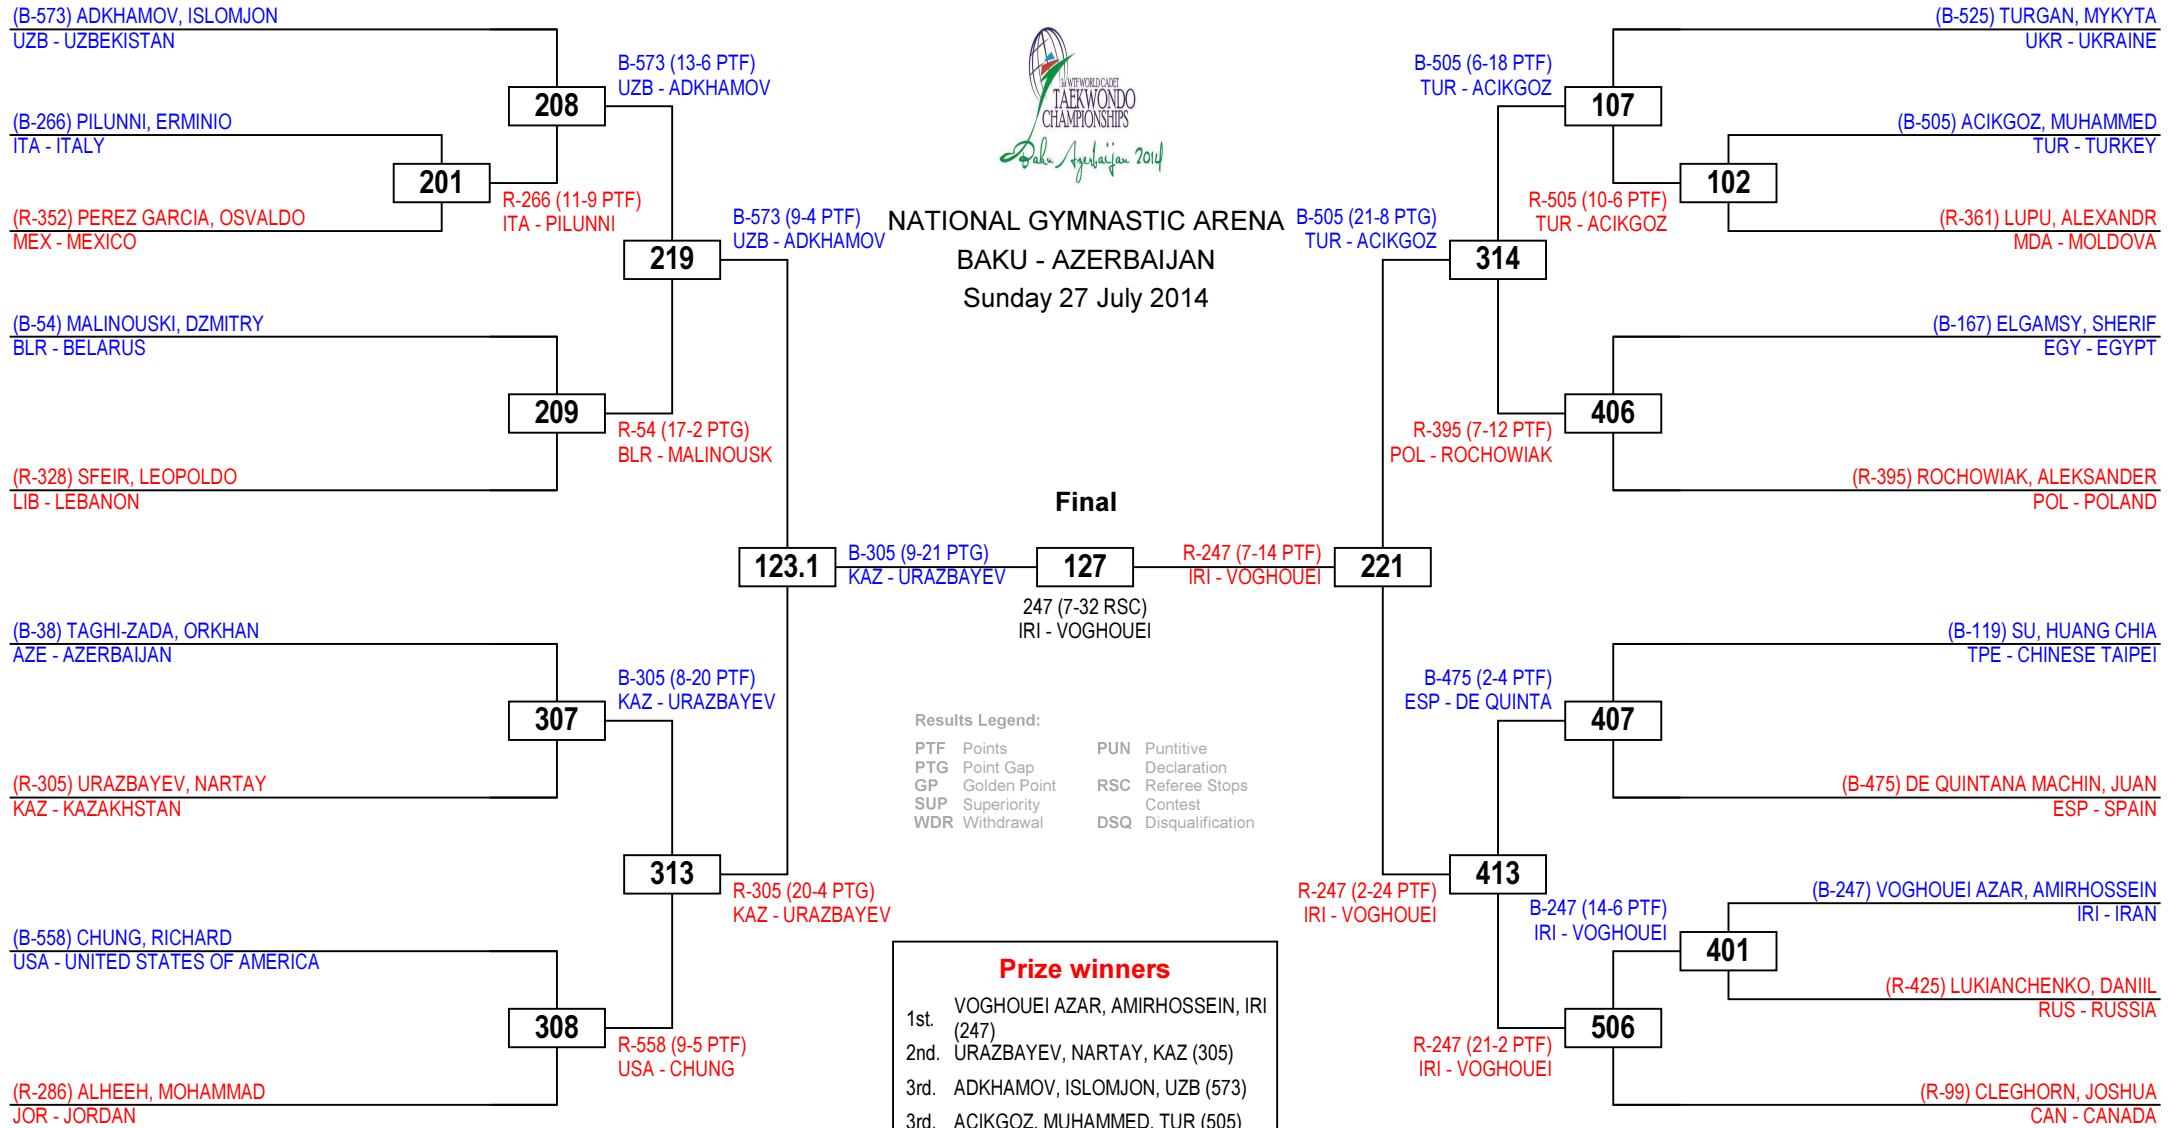 (B-573) ADKHAMOV, ISLOMJON
UZB - UZBEKISTAN
(B-266) PILUNNI, ERMINIO
ITA - ITALY
(R-352) PEREZ GARCIA, OSVALDO
MEX - MEXICO
(B-54) MALINOUSKI, DZMITRY
BLR - BELARUS
(R-328) SFEIR, LEOPOLDO
LIB - LEBANON
(B-38) TAGHI-ZADA, ORKHAN
AZE - AZERBAIJAN
(R-305) URAZBAYEV, NARTAY
KAZ - KAZAKHSTAN
(B-558) CHUNG, RICHARD
USA - UNITED STATES OF AMERICA
(R-286) ALHEEH, MOHAMMAD
JOR - JORDAN
201
R-266 (11-9 PTF)
ITA - PILUNNI
208
B-573 (13-6 PTF)
UZB - ADKHAMOV
209
R-54 (17-2 PTG)
BLR - MALINOUSK
307
B-305 (8-20 PTF)
KAZ - URAZBAYEV
308
R-558 (9-5 PTF)
USA - CHUNG
219
B-573 (9-4 PTF)
UZB - ADKHAMOV
313
R-305 (20-4 PTG)
KAZ - URAZBAYEV
123.1
B-305 (9-21 PTG)
KAZ - URAZBAYEV
WTF WORLD CADET
TAEKWONDO
CHAMPIONSHIPS
Baku Azerbaijan 2014
NATIONAL GYMNASTIC ARENA
BAKU - AZERBAIJAN
Sunday 27 July 2014
Final
127
247 (7-32 RSC)
IRI - VOGHOUEI
Results Legend:
PTF Points
PTG Point Gap
GP Golden Point
SUP Superiority
WDR Withdrawal
PUN Puntitive
Declaration
RSC Referee Stops
Contest
DSQ Disqualification
Prize winners
1st. VOGHOUEI AZAR, AMIRHOSSEIN, IRI
(247)
2nd. URAZBAYEV, NARTAY, KAZ (305)
3rd. ADKHAMOV, ISLOMJON, UZB (573)
3rd. ACIKGOZ, MUHAMMED, TUR (505)
R-247 (7-14 PTF)
IRI - VOGHOUEI
221
B-505 (21-8 PTG)
TUR - ACIKGOZ
314
R-247 (2-24 PTF)
IRI - VOGHOUEI
413
B-505 (6-18 PTF)
TUR - ACIKGOZ
107
R-505 (10-6 PTF)
TUR - ACIKGOZ
102
R-395 (7-12 PTF)
POL - ROCHOWIAK
406
B-475 (2-4 PTF)
ESP - DE QUINTA
407
B-247 (14-6 PTF)
IRI - VOGHOUEI
401
R-247 (21-2 PTF)
IRI - VOGHOUEI
506
(B-525) TURGAN, MYKYTA
UKR - UKRAINE
(B-505) ACIKGOZ, MUHAMMED
TUR - TURKEY
(R-361) LUPU, ALEXANDR
MDA - MOLDOVA
(B-167) ELGAMSY, SHERIF
EGY - EGYPT
(R-395) ROCHOWIAK, ALEKSANDER
POL - POLAND
(B-119) SU, HUANG CHIA
TPE - CHINESE TAIPEI
(B-475) DE QUINTANA MACHIN, JUAN
ESP - SPAIN
(B-247) VOGHOUEI AZAR, AMIRHOSSEIN
IRI - IRAN
(R-425) LUKIANCHENKO, DANIIL
RUS - RUSSIA
(R-99) CLEGHORN, JOSHUA
CAN - CANADA